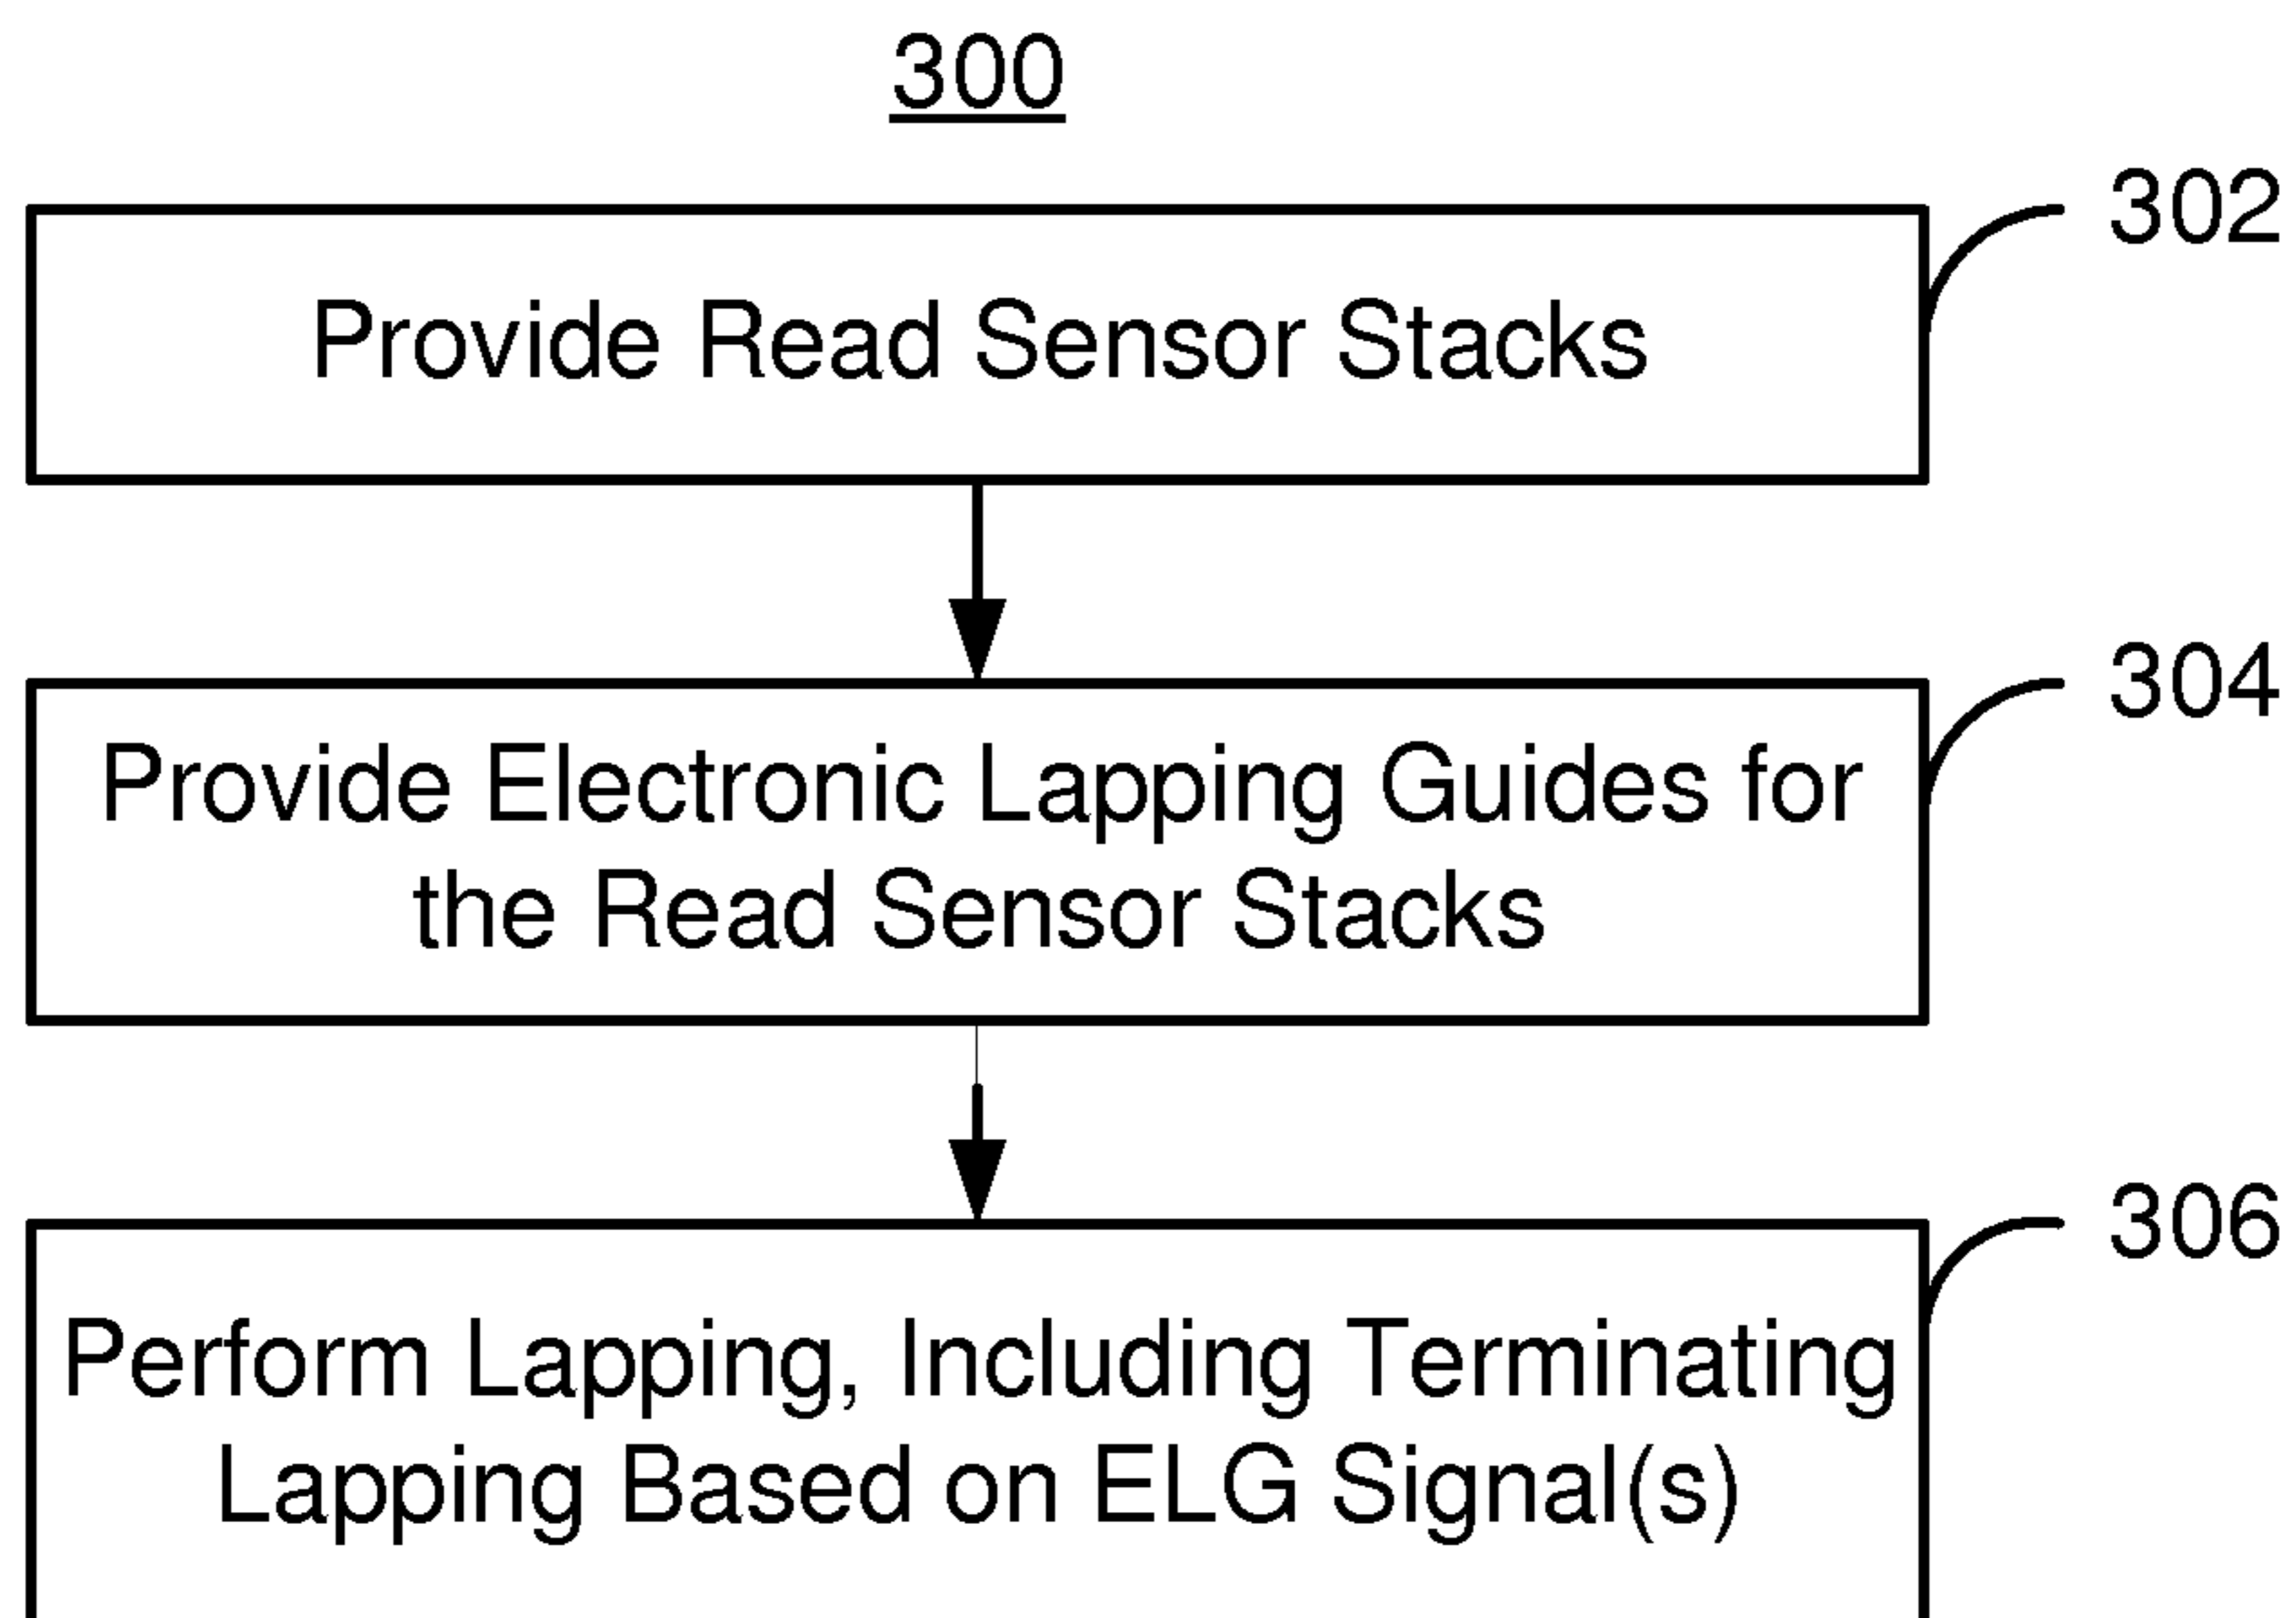 300
302
Provide Read Sensor Stacks
304
Provide Electronic Lapping Guides for
the Read Sensor Stacks
306
Perform Lapping, Including Terminating
Lapping Based on ELG Signal(s)